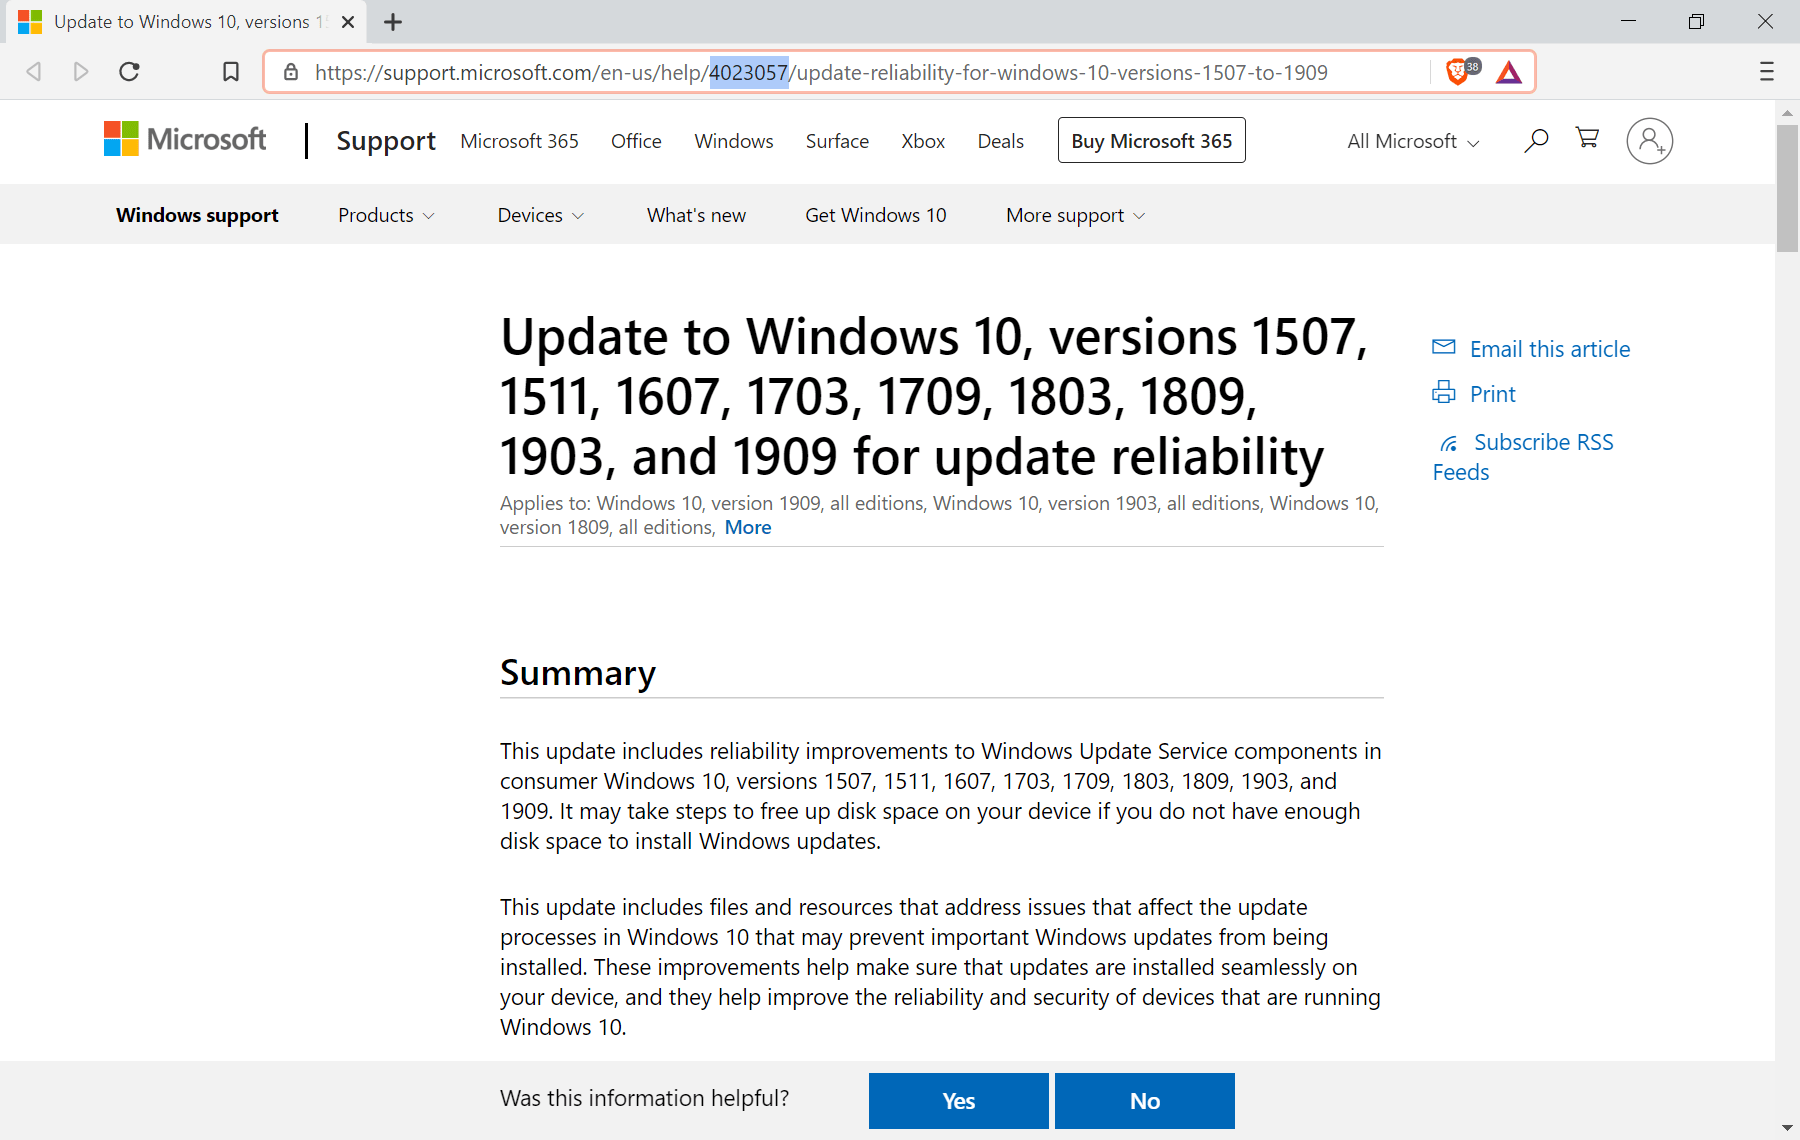 Update to Windows 10, versions 1
https://support.microsoft.com/en-us/help/4023057/update-reliability-for-windows-10-versions-1507-to-1909
38
Microsoft
Support
Microsoft 365
Office
Windows
Surface
Xbox
Deals
Buy Microsoft 365
All Microsoft
Windows support
Products
Devices
What's new
Get Windows 10
More support
Update to Windows 10, versions 1507,
1511, 1607, 1703, 1709, 1803, 1809,
1903, and 1909 for update reliability
Applies to: Windows 10, version 1909, all editions, Windows 10, version 1903, all editions, Windows 10,
version 1809, all editions, More
Email this article
Print
Subscribe RSS
Feeds
Summary
This update includes reliability improvements to Windows Update Service components in
consumer Windows 10, versions 1507, 1511, 1607, 1703, 1709, 1803, 1809, 1903, and
1909. It may take steps to free up disk space on your device if you do not have enough
disk space to install Windows updates.
This update includes files and resources that address issues that affect the update
processes in Windows 10 that may prevent important Windows updates from being
installed. These improvements help make sure that updates are installed seamlessly on
your device, and they help improve the reliability and security of devices that are running
Windows 10.
Was this information helpful?
Yes
No